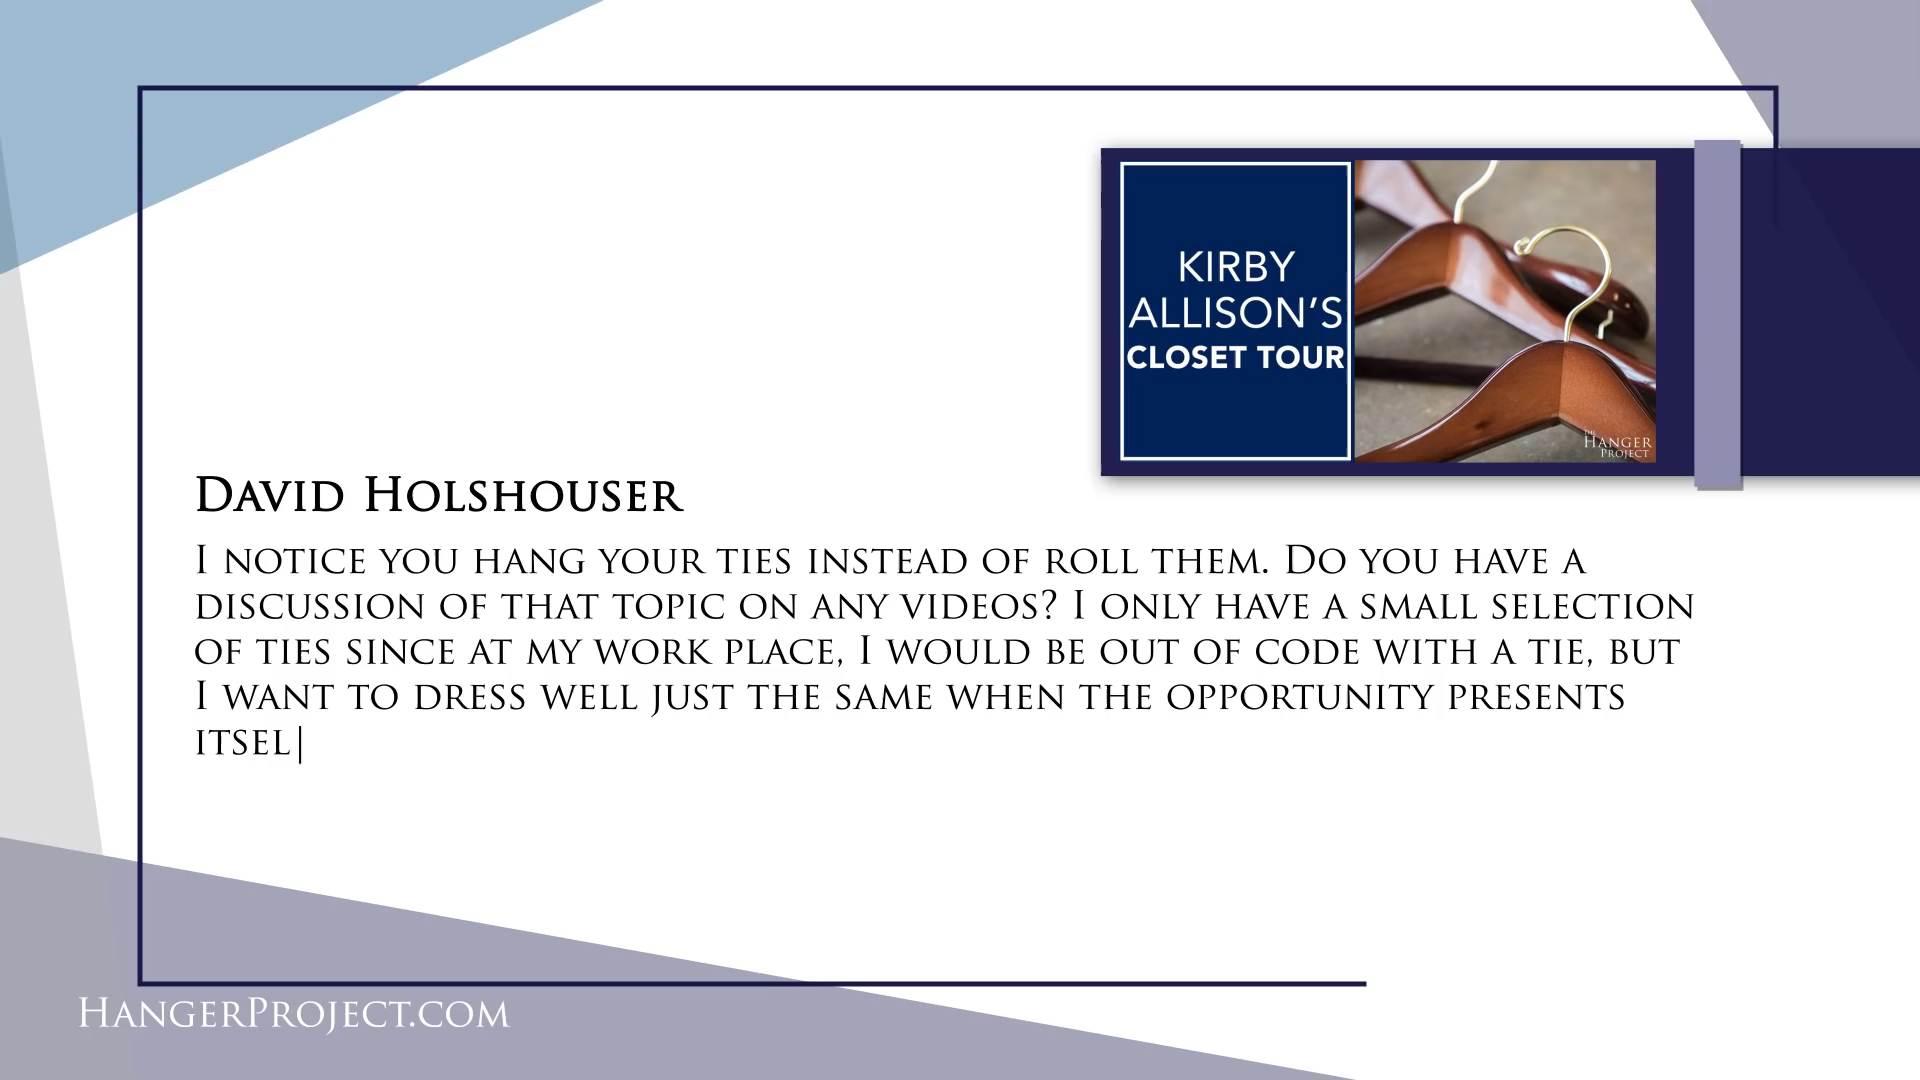 KIRBY
ALLISON'S
CLOSET TOUR
THE
HANGER
PROJECT
DAVID HOLSHOUSER
I NOTICE YOU HANG YOUR TIES INSTEAD OF ROLL THEM. DO YOU HAVE A
DISCUSSION OF THAT TOPIC ON ANY VIDEOS? I ONLY HAVE A SMALL SELECTION
OF TIES SINCE AT MY WORK PLACE, I WOULD BE OUT OF CODE WITH A TIE, BUT
I WANT TO DRESS WELL JUST THE SAME WHEN THE OPPORTUNITY PRESENTS
ITSEL|
HANGERPROJECT.COM